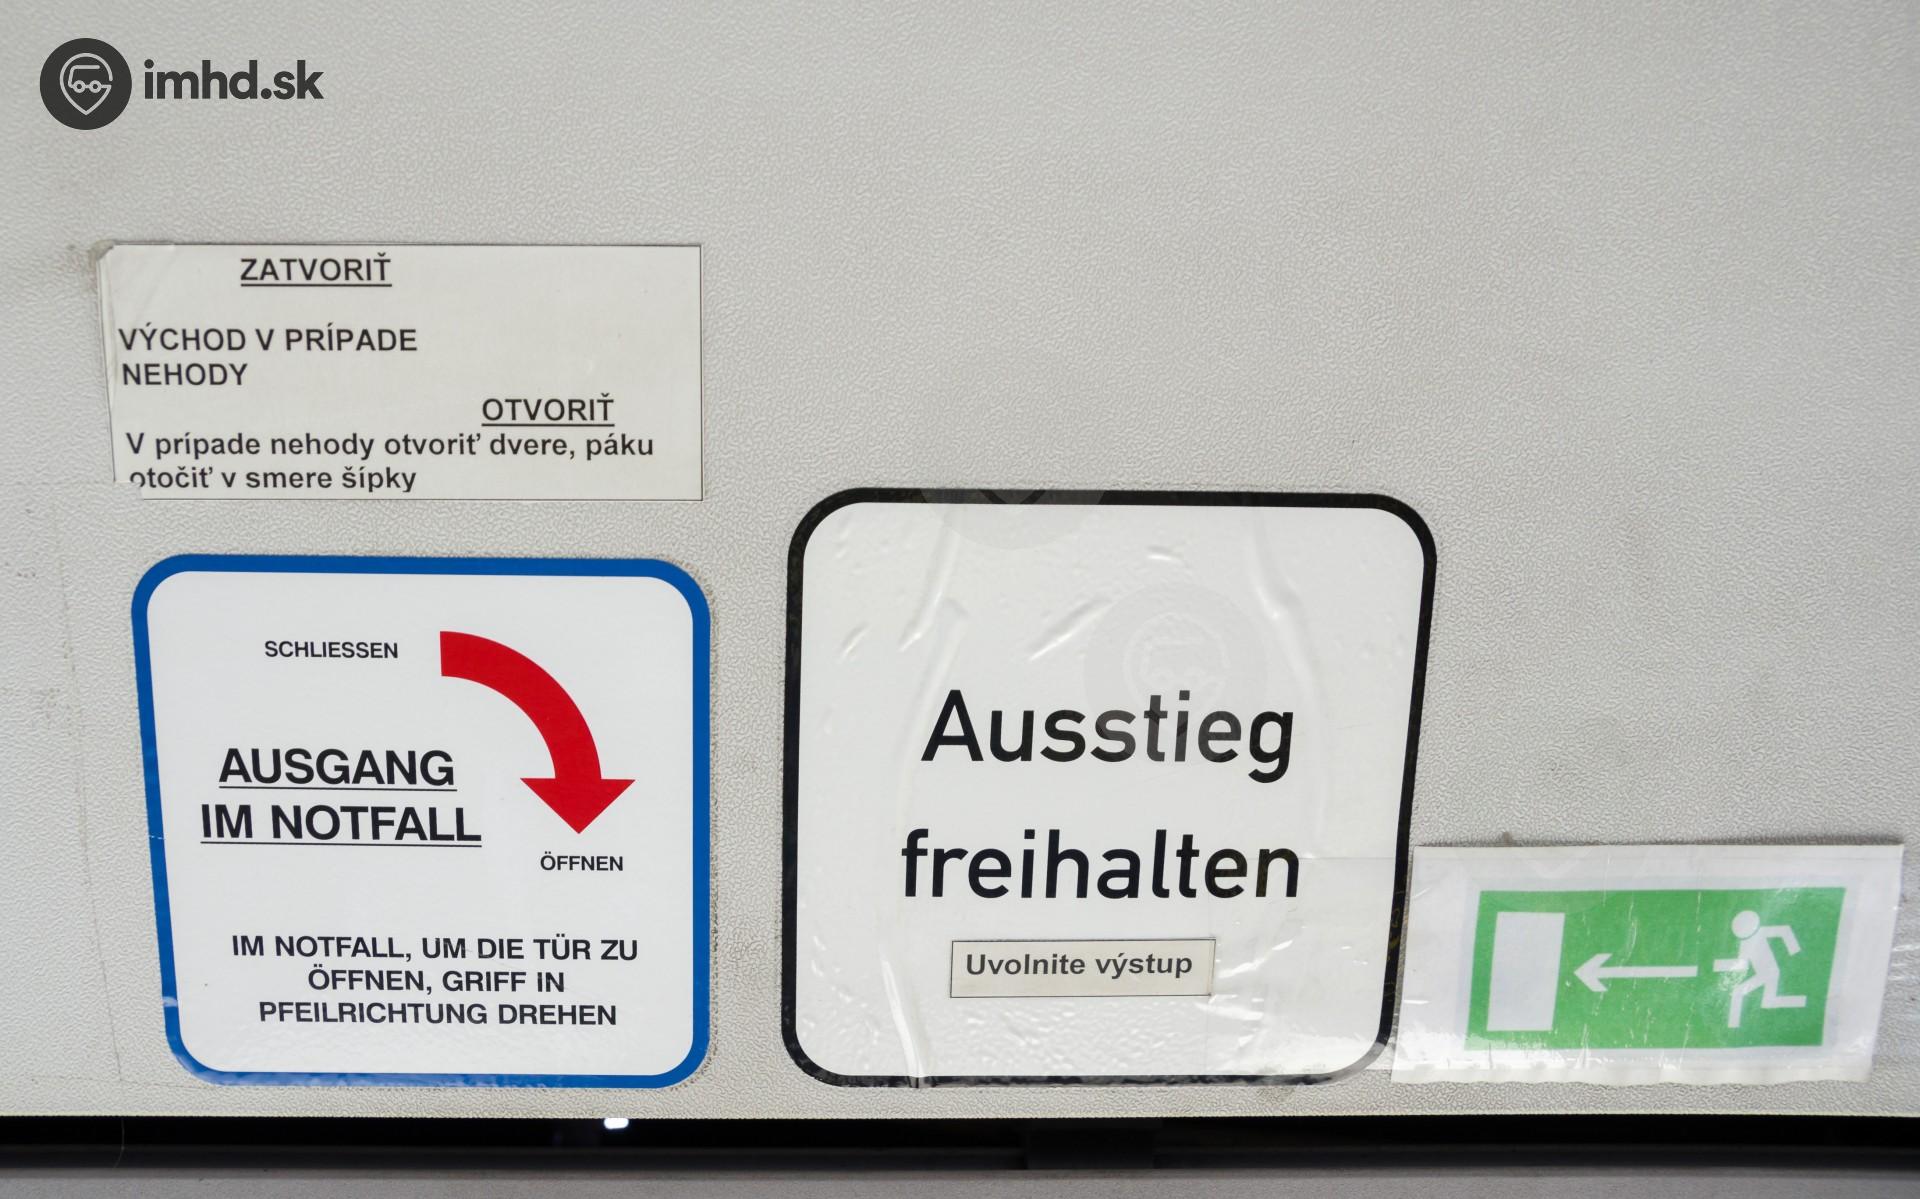 imhd.sk
ZATVORIŤ
VÝCHOD V PRÍPADE
NEHODY
OTVORIŤ
V prípade nehody otvoriť dvere, páku
otočiť v smere šípky
SCHLIESSEN
AUSGANG
IM NOTFALL
ÖFFNEN
IM NOTFALL, UM DIE TÜR ZU
ÖFFNEN, GRIFF IN
PFEILRICHTUNG DREHEN
Ausstieg
freihalten
Uvolnite výstup